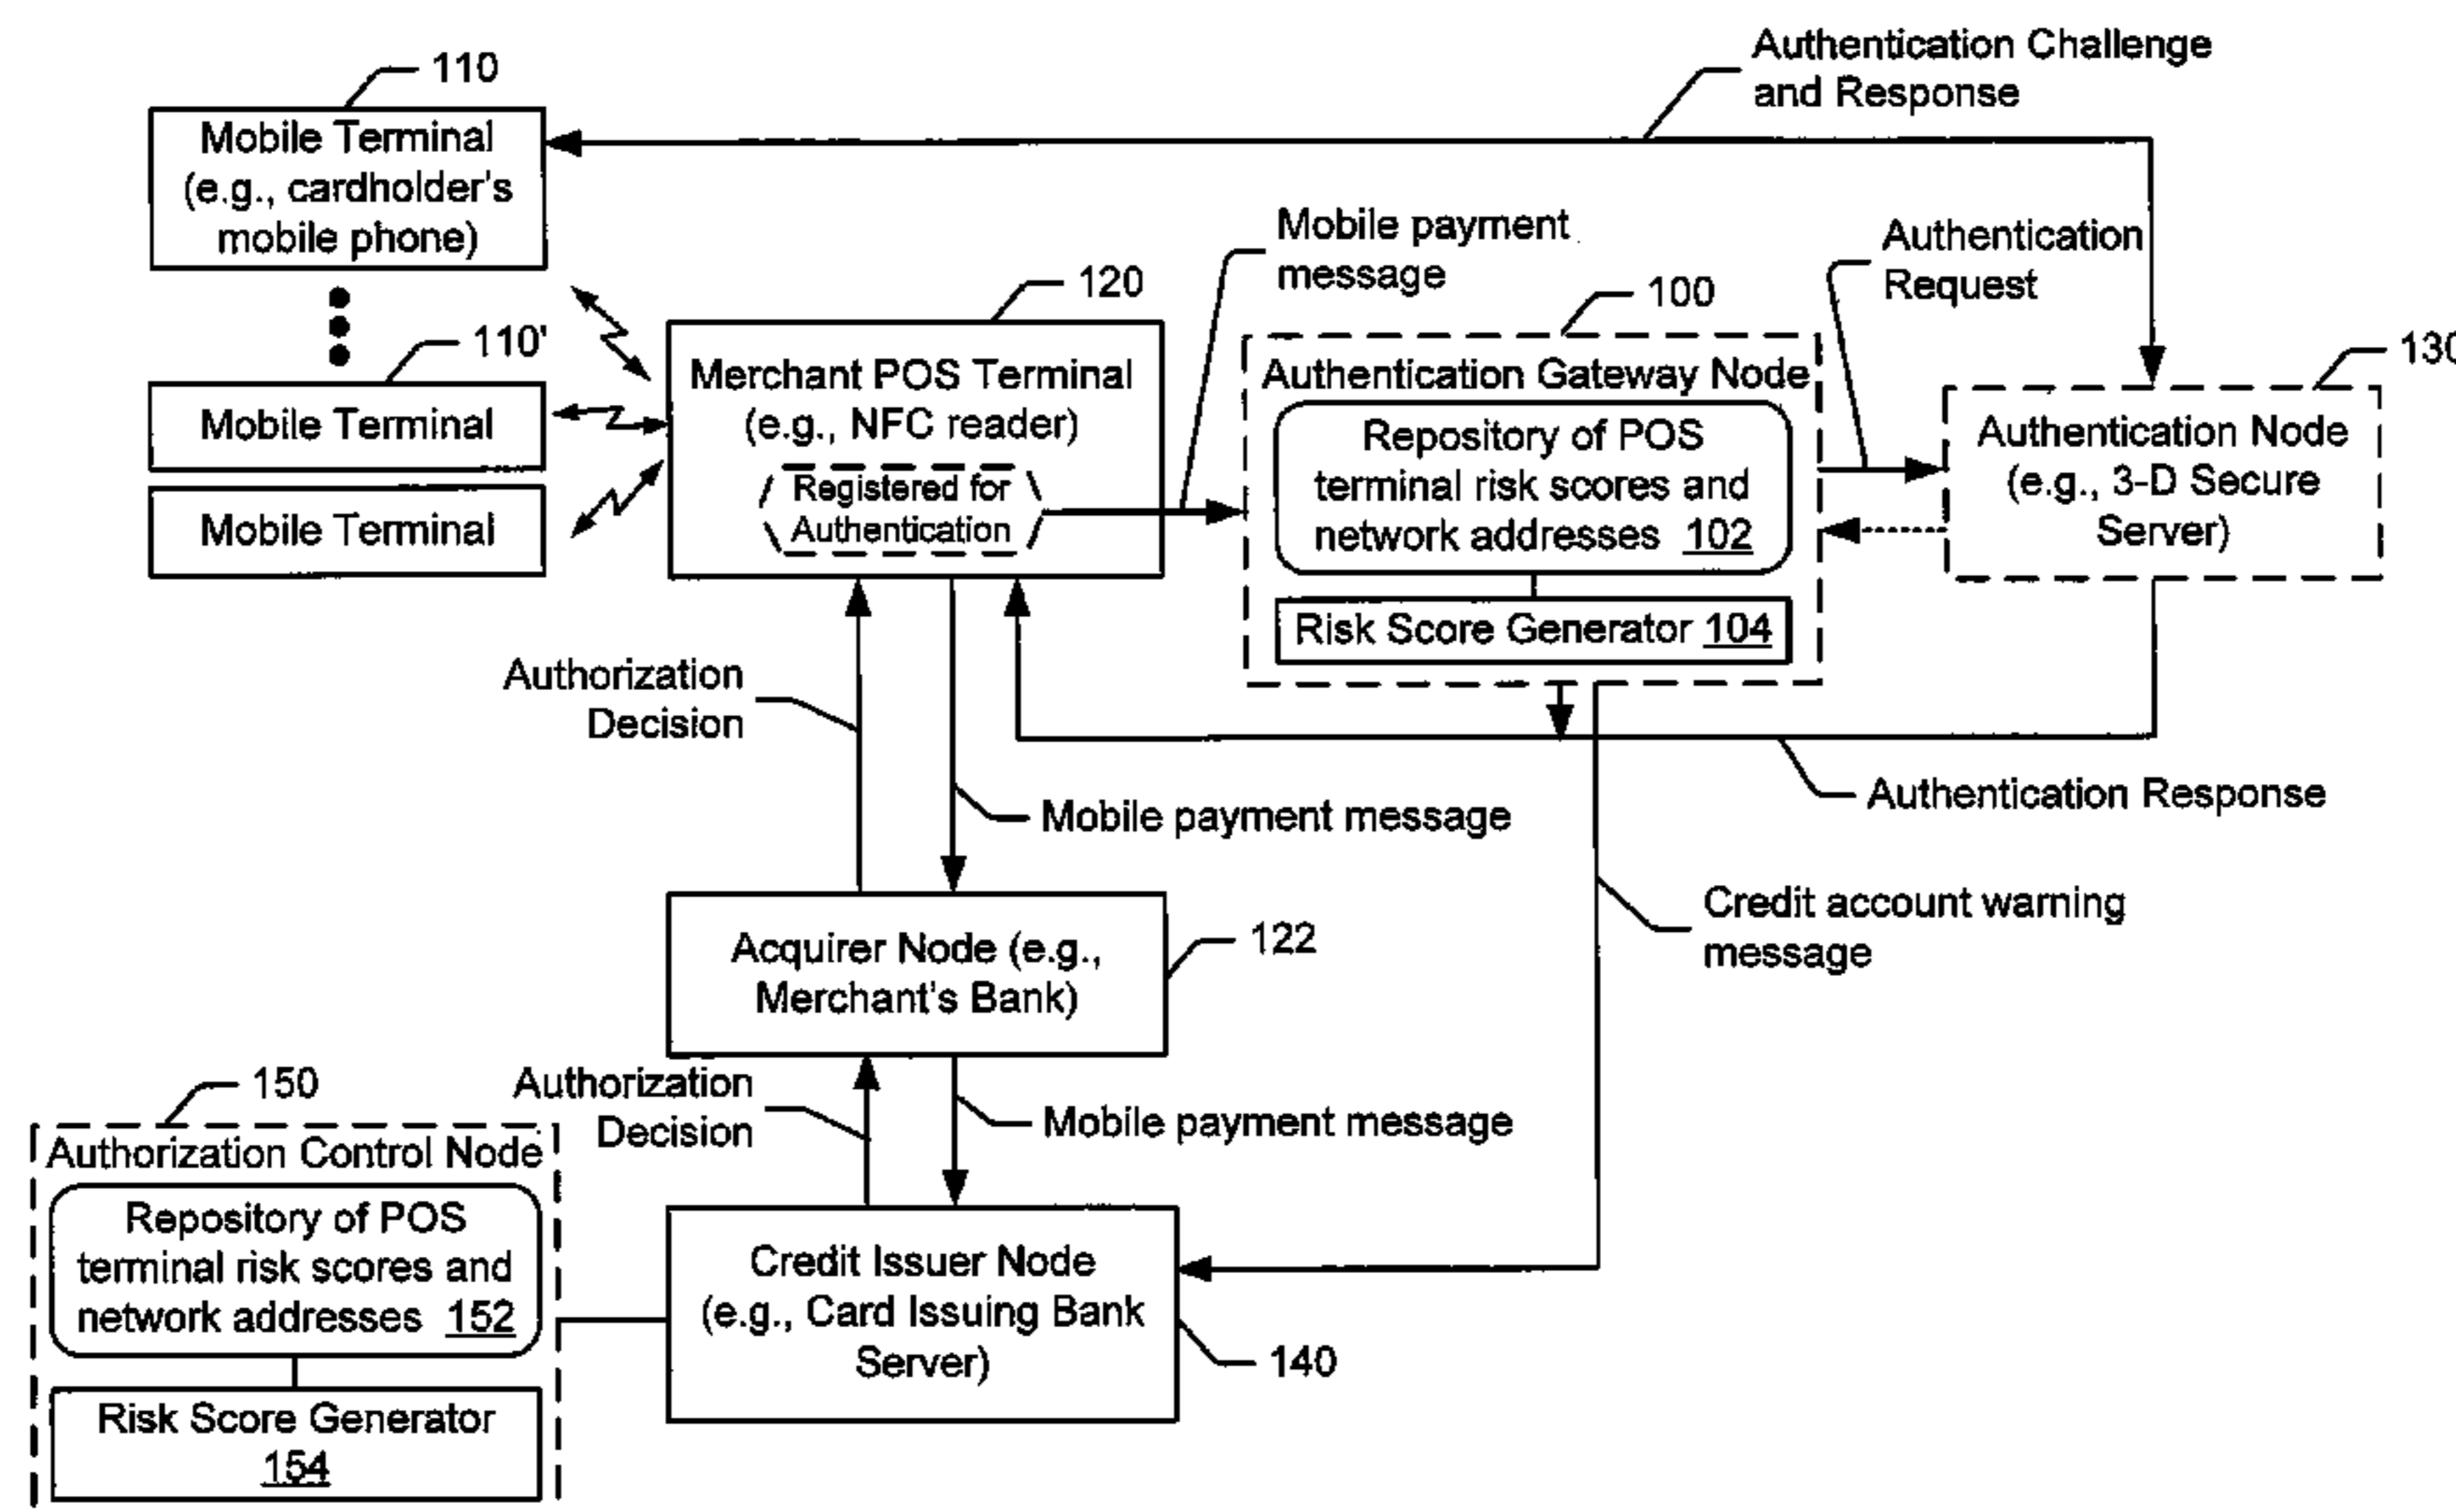 Authentication Challenge
and Response
110
Mobile Terminal
(e.g., cardholder's
mobile phone)
Mobile payment
message
Authentication
Request
120
100
110'
130
Merchant POS Terminal
(e.g., NFC reader)
Registered for
Authentication
Authentication Gateway Node
Repository of POS
terminal risk scores and
network addresses 102
Risk Score Generator 104
Authentication Node
(e.g., 3-D Secure
Server)
Mobile Terminal
Mobile Terminal
Authorization
Decision
Mobile payment message
Authentication Response
Acquirer Node (e.g.,
Merchant's Bank)
122
Credit account warning
message
150
Authorization
Decision
Mobile payment message
Authorization Control Node
Repository of POS
terminal risk scores and
network addresses 152
Risk Score Generator
154
Credit Issuer Node
(e.g., Card Issuing Bank
Server)
140